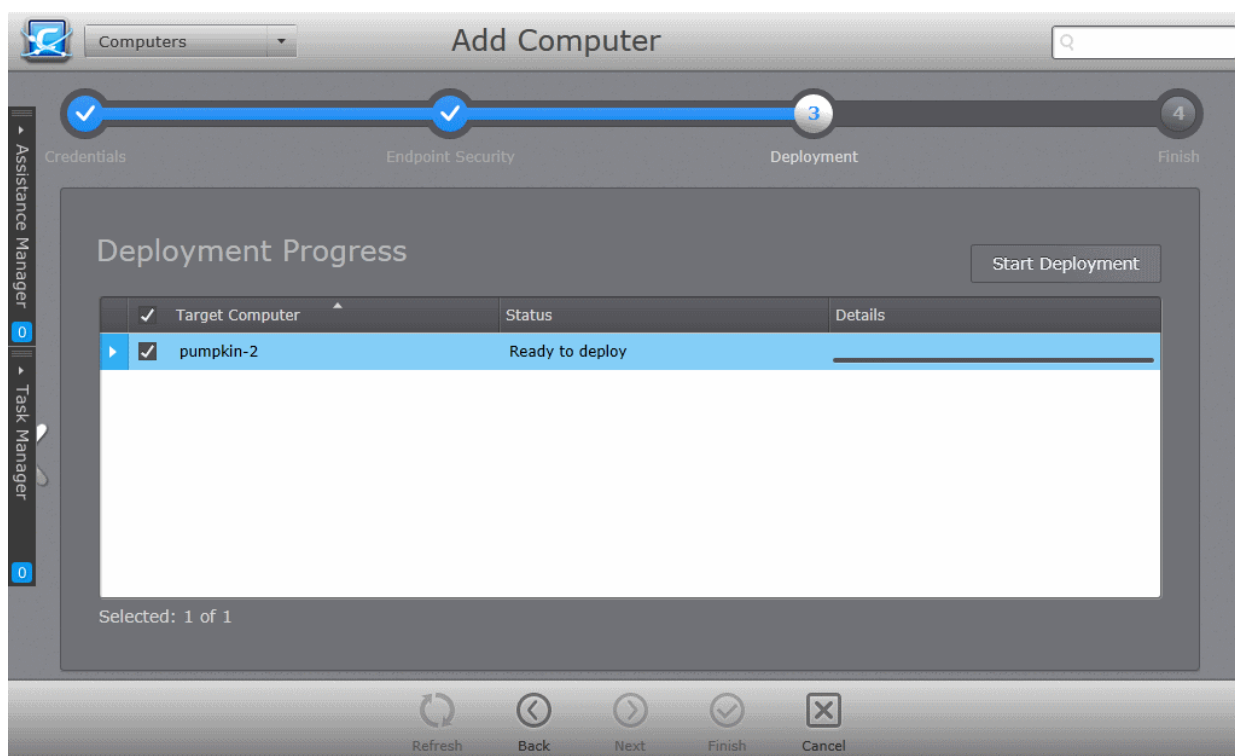 Computers
Add Computer
3
4
Credentials
Endpoint Security
Deployment
Finish
Assistance Manager
0
Task Manager
0
Deployment Progress
Start Deployment
Target Computer
Status
Details
pumpkin-2
Ready to deploy
Selected: 1 of 1
Refresh
Back
Next
Finish
Cancel